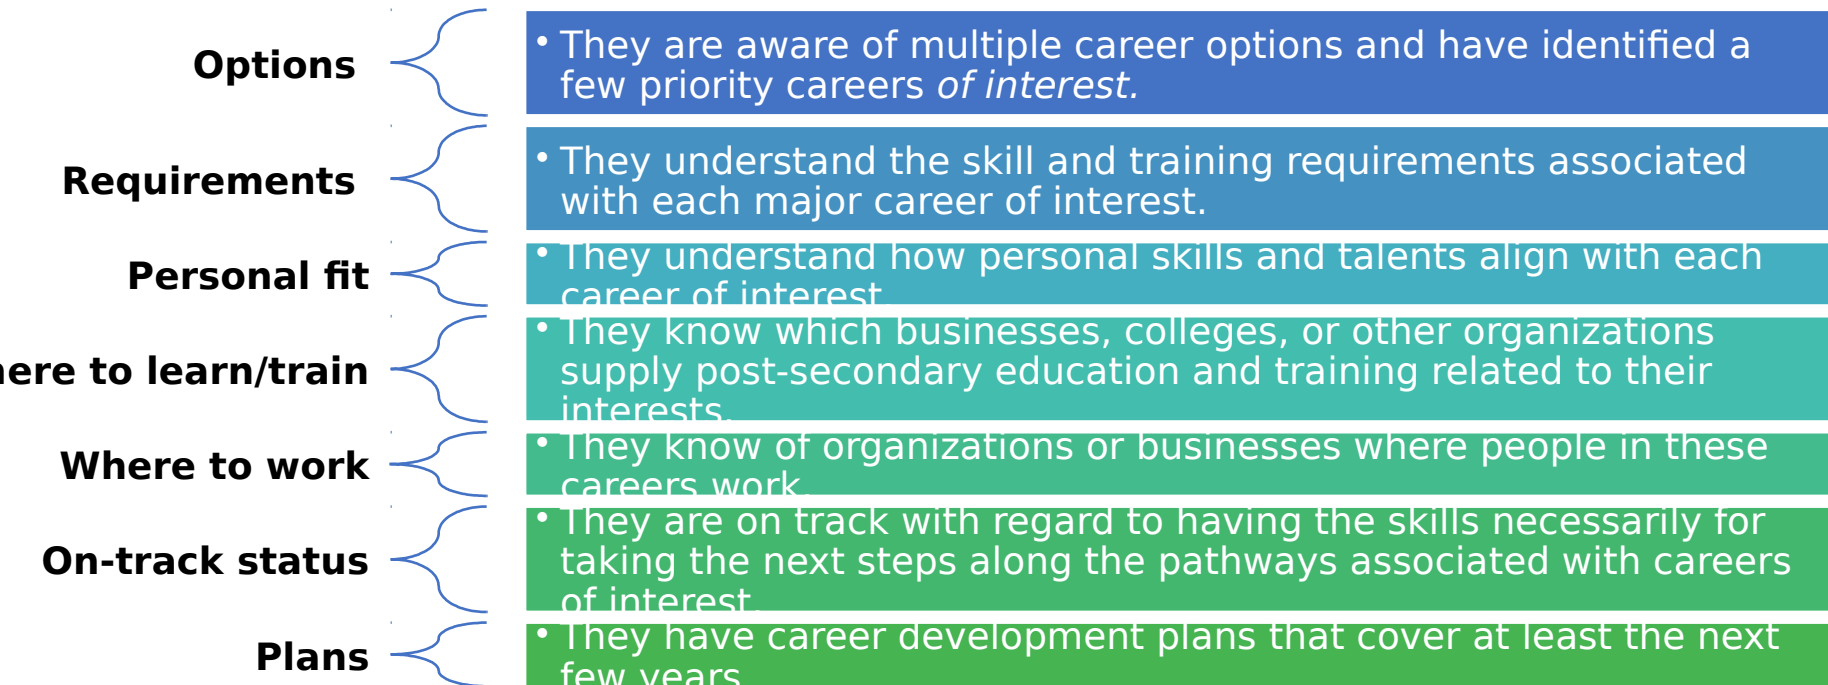 Options
• They are aware of multiple career options and have identified a
few priority careers of interest.
Requirements
• They understand the skill and training requirements associated
with each major career of interest.
Personal fit
• They understand how personal skills and talents align with each
career of interest.
here to learn/train
• They know which businesses, colleges, or other organizations
supply post-secondary education and training related to their
interests.
Where to work
• They know of organizations or businesses where people in these
careers work.
On-track status
• They are on track with regard to having the skills necessarily for
taking the next steps along the pathways associated with careers
of interest.
Plans
• They have career development plans that cover at least the next
few years